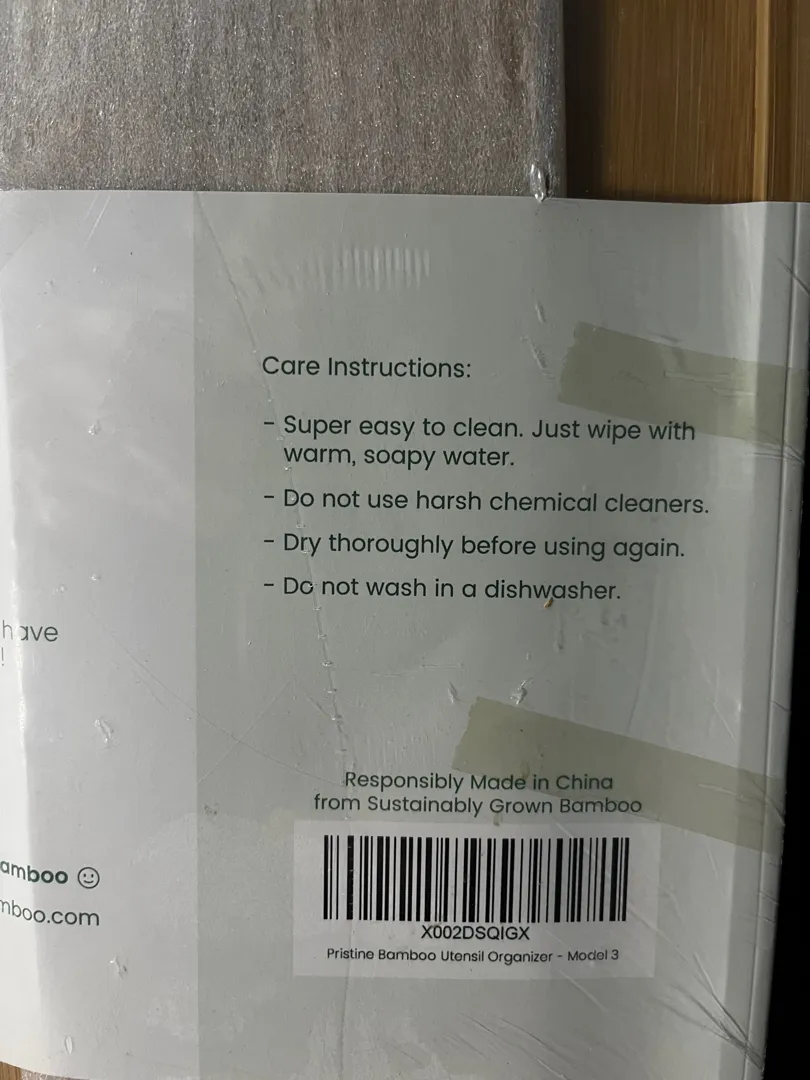 Care Instructions:
- Super easy to clean. Just wipe with
warm, soapy water.
- Do not use harsh chemical cleaners.
- Dry thoroughly before using again.
- Do not wash in a dishwasher.
have
!
amboo ☺
mboo.com
Responsibly Made in China
from Sustainably Grown Bamboo
X002DSQIGX
Pristine Bamboo Utensil Organizer - Model 3